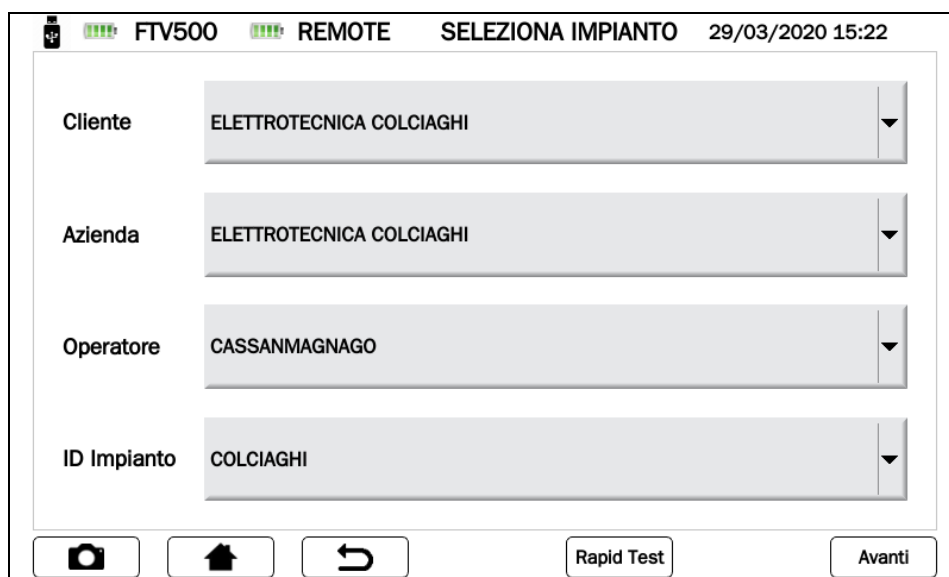 FTV500 REMOTE SELEZIONA IMPIANTO 29/03/2020 15:22
Cliente ELETTROTECNICA COLCIAGHI
Azienda ELETTROTECNICA COLCIAGHI
Operatore CASSANMAGNAGO
ID Impianto COLCIAGHI
Rapid Test Avanti